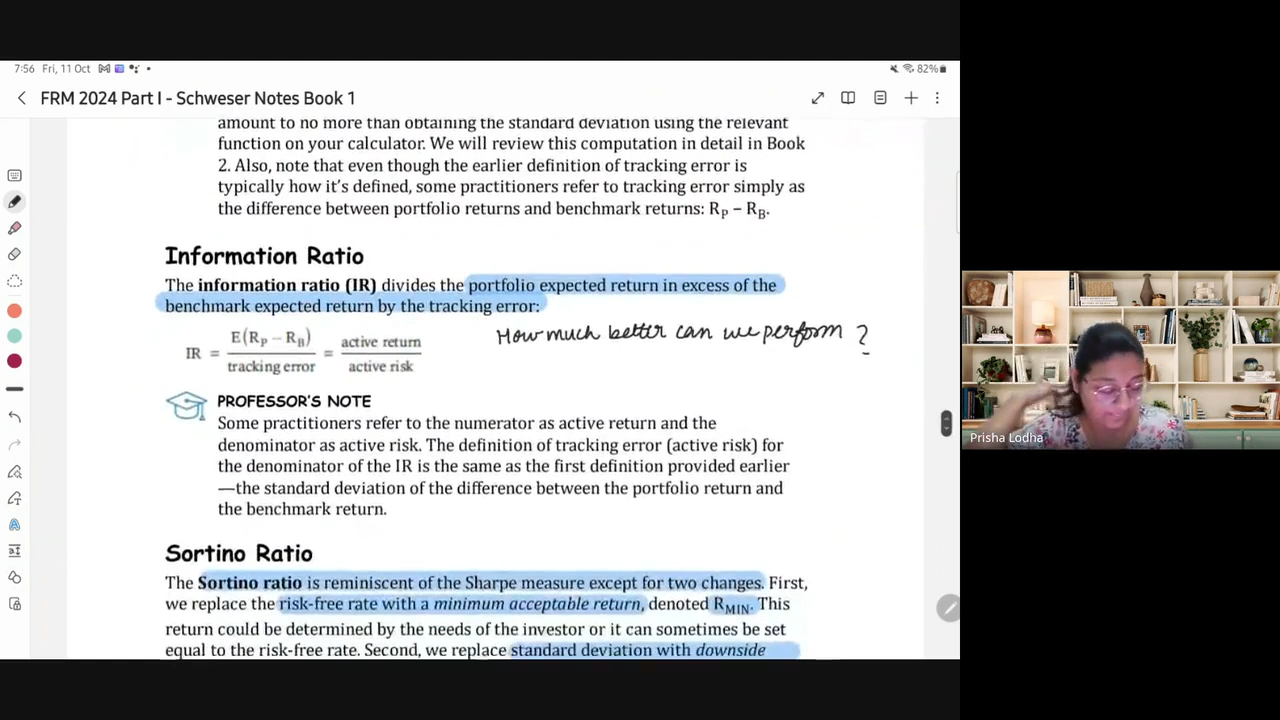 7:56 Fri, 11 Oct
82%
FRM 2024 Part I - Schweser Notes Book 1
amount to no more than obtaining the standard deviation using the relevant
function on your calculator. We will review this computation in detail in Book
2. Also, note that even though the earlier definition of tracking error is
typically how it's defined, some practitioners refer to tracking error simply as
the difference between portfolio returns and benchmark returns: RP – RB.
Information Ratio
The information ratio (IR) divides the portfolio expected return in excess of the
benchmark expected return by the tracking error:
IR = E(RP – RB) / tracking error = active return / active risk
How much better can we perform ?
PROFESSOR'S NOTE
Some practitioners refer to the numerator as active return and the
denominator as active risk. The definition of tracking error (active risk) for
the denominator of the IR is the same as the first definition provided earlier
—the standard deviation of the difference between the portfolio return and
the benchmark return.
Sortino Ratio
The Sortino ratio is reminiscent of the Sharpe measure except for two changes. First,
we replace the risk-free rate with a minimum acceptable return, denoted RMIN. This
return could be determined by the needs of the investor or it can sometimes be set
equal to the risk-free rate. Second, we replace standard deviation with downside
Prisha Lodha